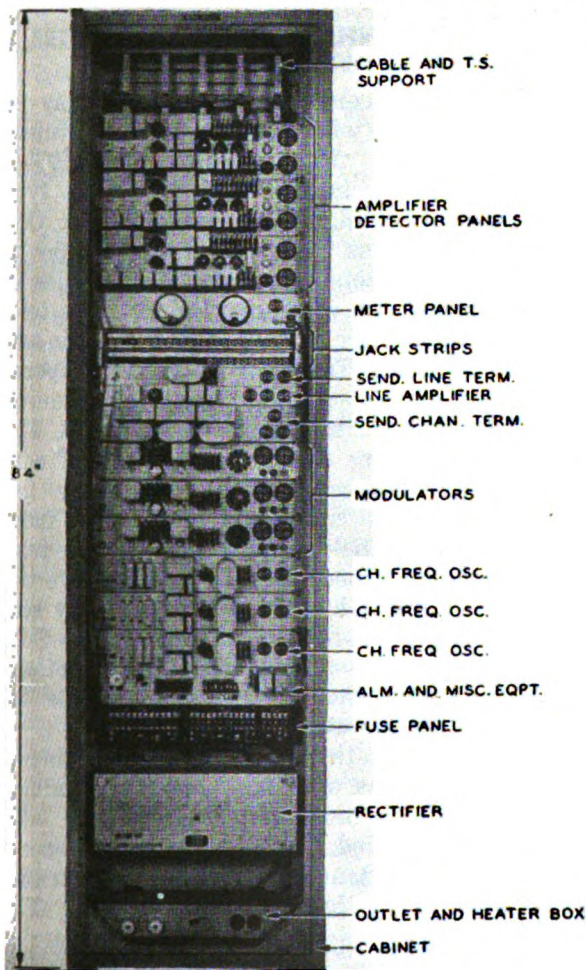 CABLE AND T.S.
SUPPORT
AMPLIFIER
DETECTOR PANELS
METER PANEL
JACK STRIPS
SEND. LINE TERM.
LINE AMPLIFIER
SEND. CHAN. TERM.
84"
MODULATORS
CH. FREQ. OSC.
CH. FREQ. OSC.
CH. FREQ OSC.
ALM. AND MISC. EQPT.
FUSE PANEL
RECTIFIER
OUTLET AND HEATER BOX
CABINET